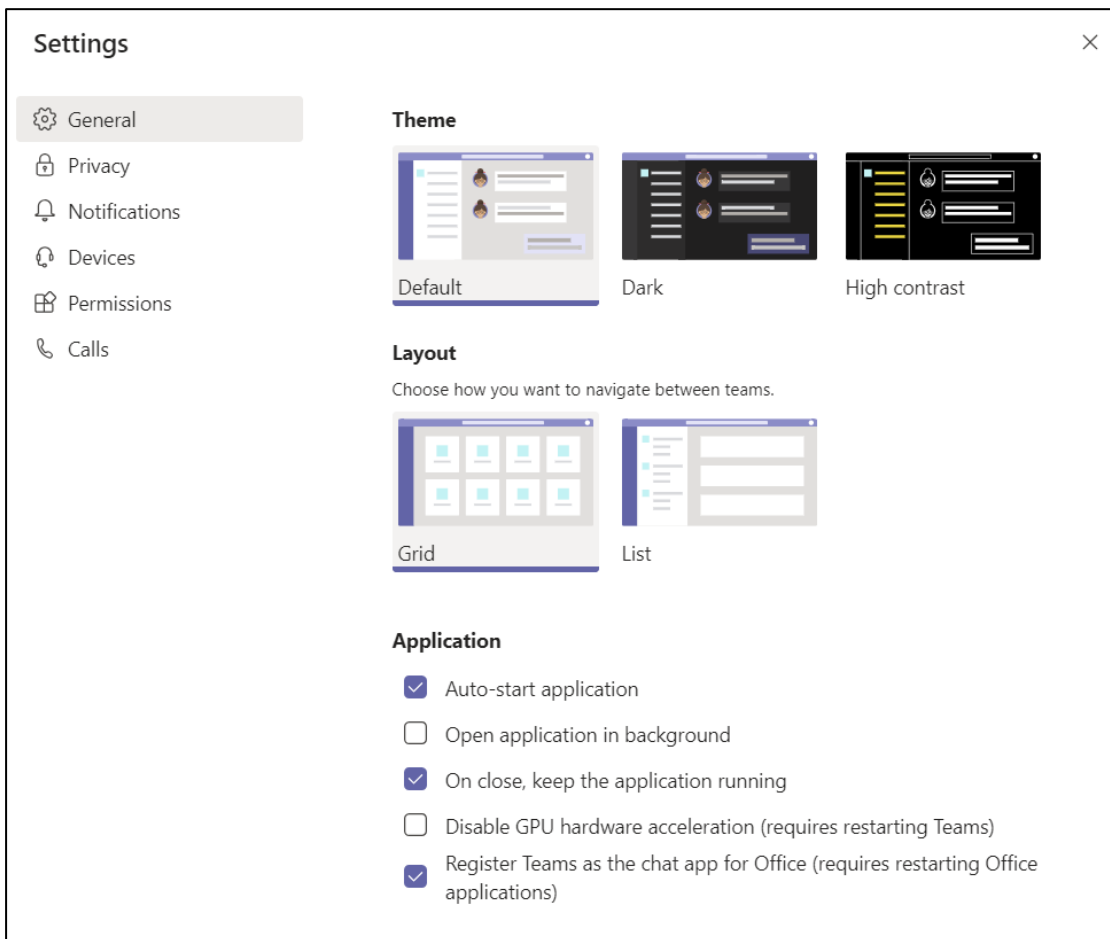 Settings
General
Privacy
Notifications
Devices
Permissions
Calls
Theme
Default
Dark
High contrast
Layout
Choose how you want to navigate between teams.
Grid
List
Application
Auto-start application
Open application in background
On close, keep the application running
Disable GPU hardware acceleration (requires restarting Teams)
Register Teams as the chat app for Office (requires restarting Office
applications)